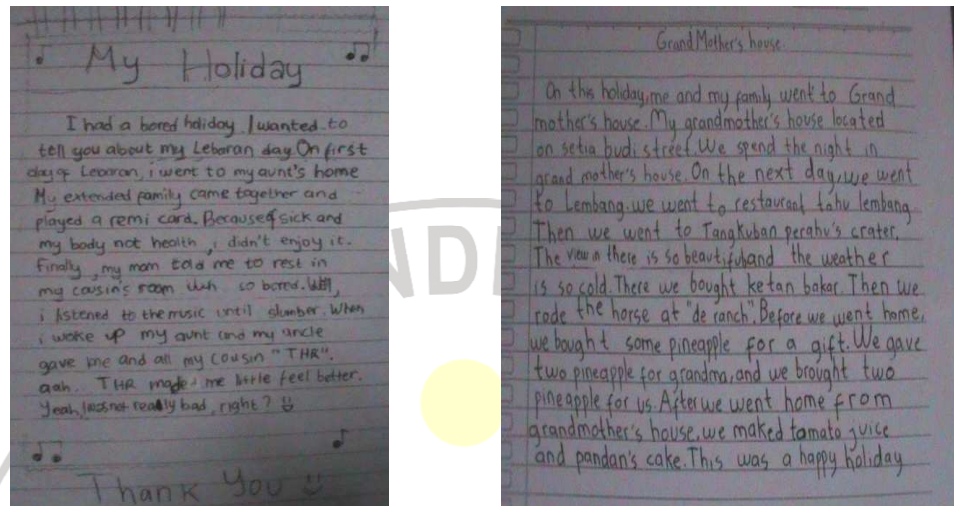 My Holiday
I had a bored holiday I wanted to
tell you about my Lebaran day. On first
day of Lebaran, i went to my aunt's home
My extended family came together and
played a remi card. Because of sick and
my body not health , i didn't enjoy it.
Finally , my mom told me to rest in
my cousin's room Uuh so bored.
i listened to the music until slumber. When
i woke up my aunt and my uncle
gave me and all my cousin "THR".
aah. THR made me little feel better.
Yeah, not really bad, right ?
Thank You
GrandMother's house.
On this holiday, me and my family went to Grand
mother's house. My grandmother's house located
on setia budi street. We spend the night in
grand mother's house. On the next day, we went
to Lembang. we went to restaurant tahu lembang
Then we went to Tangkuban perahu's crater.
The view in there is so beautiful and the weather
is so cold. There we bought ketan bakar. Then we
rode the horse at "de ranch". Before we went home,
we bought some pineapple for a gift. We gave
two pineapple for grandma, and we brought two
pineapple for us. After we went home from
grandmother's house, we maked tomato juice
and pandan's cake. This was a happy holiday
NDI